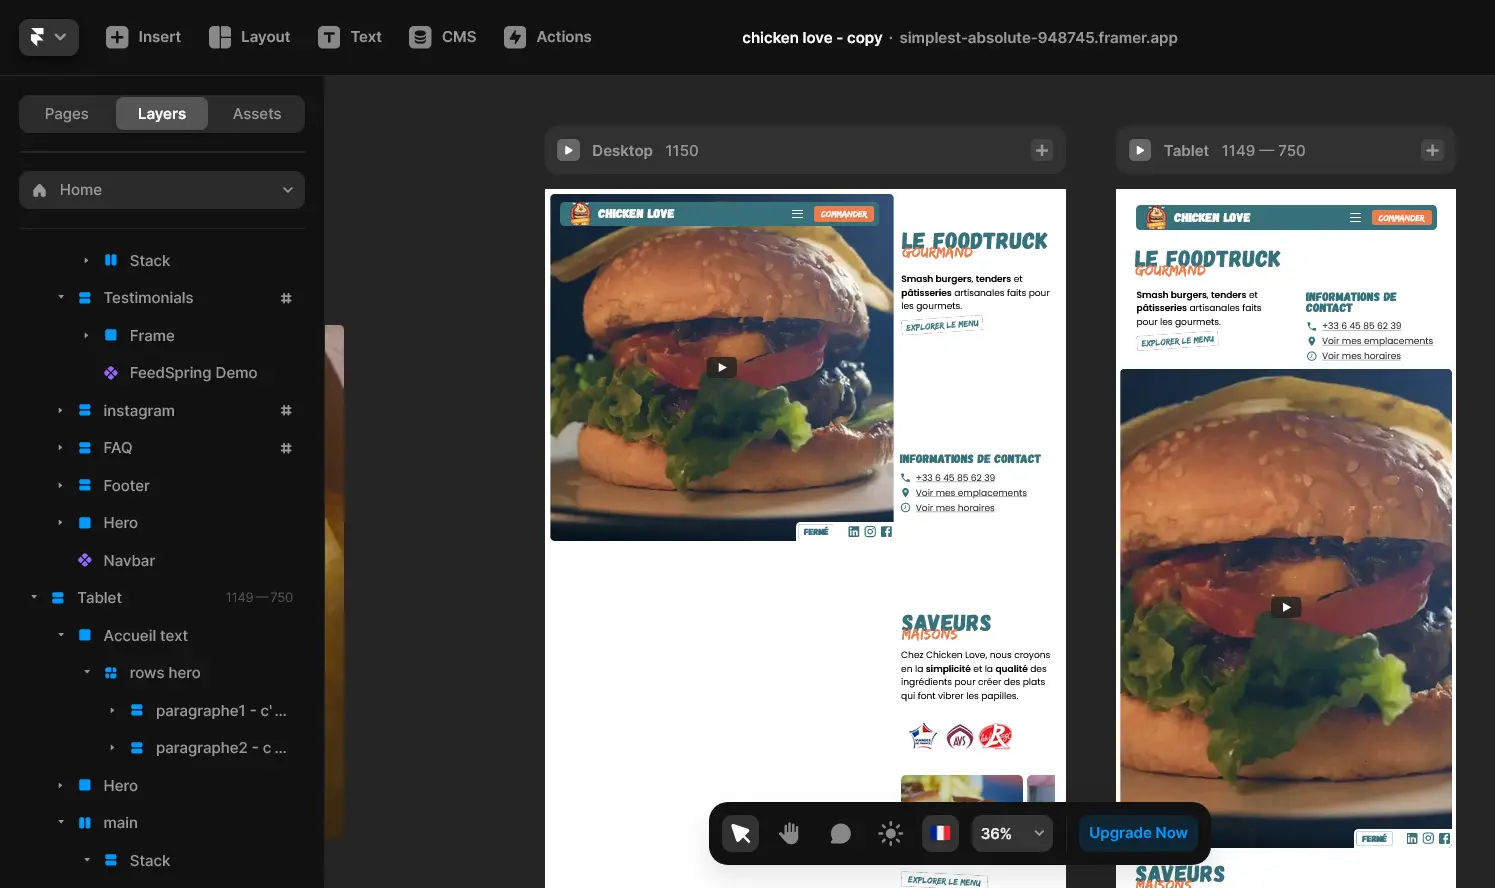 Insert
Layout
Text
CMS
Actions
chicken love - copy · simplest-absolute-948745.framer.app
Pages
Layers
Assets
Home
Stack
Testimonials
Frame
FeedSpring Demo
instagram
FAQ
Footer
Hero
Navbar
Tablet 1149 — 750
Accueil text
rows hero
paragraphe1 - c' ...
paragraphe2 - c ...
Hero
main
Stack
Desktop 1150
CHICKEN LOVE
COMMANDER
LE FOODTRUCK
GOURMAND
Smash burgers, tenders et
pâtisseries artisanales faits pour
les gourmets.
EXPLORER LE MENU
INFORMATIONS DE CONTACT
+33 6 45 85 62 39
Voir mes emplacements
Voir mes horaires
FERMÉ
SAVEURS
MAISONS
Chez Chicken Love, nous croyons
en la simplicité et la qualité des
ingrédients pour créer des plats
qui font vibrer les papilles.
AVS
EXPLORER LE MENU
Tablet 1149 — 750
CHICKEN LOVE
COMMANDER
LE FOODTRUCK
GOURMAND
Smash burgers, tenders et
pâtisseries artisanales faits
pour les gourmets.
EXPLORER LE MENU
INFORMATIONS DE
CONTACT
+33 6 45 85 62 39
Voir mes emplacements
Voir mes horaires
FERMÉ
SAVEURS
MAISONS
36%
Upgrade Now